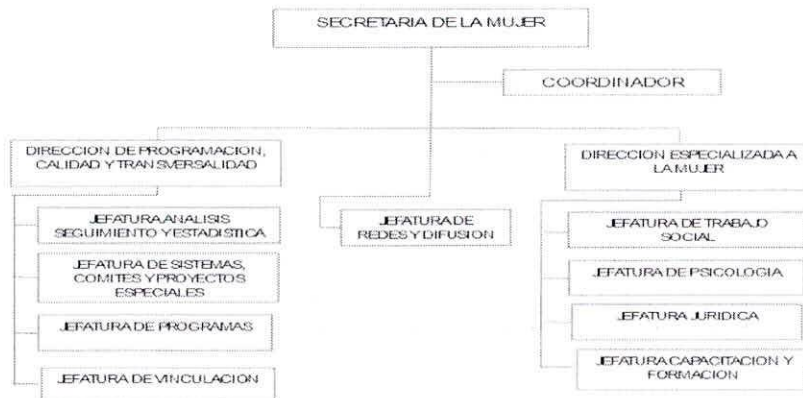 SECRETARIA DE LA MUJER
COORDINADOR
DIRECCION DE PROGRAMACION,
CALIDAD Y TRANSVERSALIDAD
JEFATURA ANALISIS
SEGUIMIENTO Y ESTADISTICA
JEFATURA DE SISTEMAS,
COMITES Y PROYECTOS
ESPECIALES
JEFATURA DE PROGRAMAS
JEFATURA DE VINCULACION
JEFATURA DE
REDES Y DIFUSION
DIRECCION ESPECIALIZADA A
LA MUJER
JEFATURA DE TRABAJO
SOCIAL
JEFATURA DE PSICOLOGIA
JEFATURA JURIDICA
JEFATURA CAPACITACION Y
FORMACION